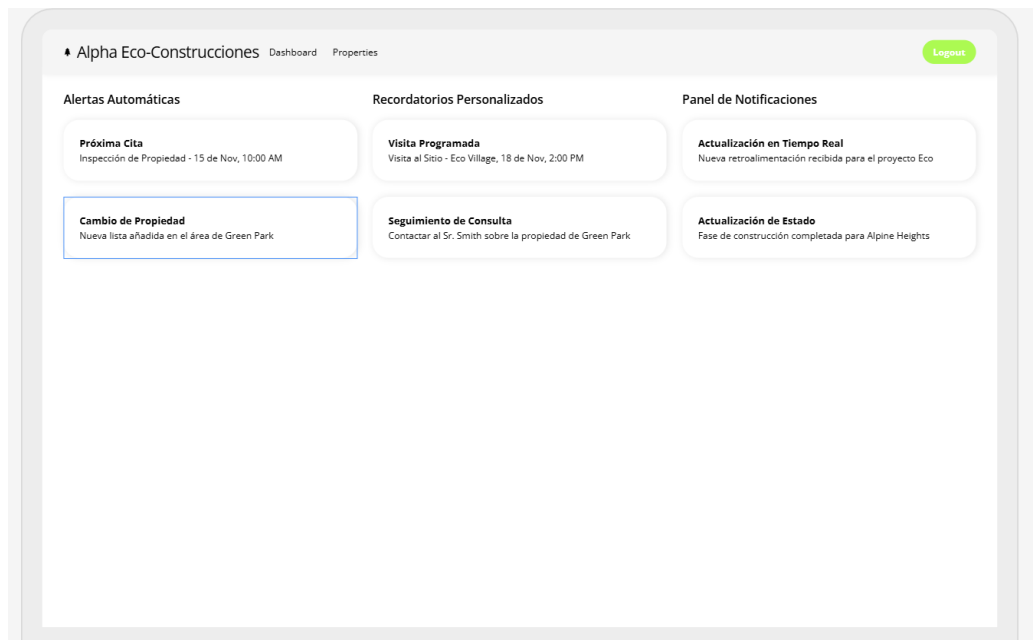 Alpha Eco-Construcciones Dashboard Properties Logout
Alertas Automáticas
Próxima Cita
Inspección de Propiedad - 15 de Nov, 10:00 AM
Cambio de Propiedad
Nueva lista añadida en el área de Green Park
Recordatorios Personalizados
Visita Programada
Visita al Sitio - Eco Village, 18 de Nov, 2:00 PM
Seguimiento de Consulta
Contactar al Sr. Smith sobre la propiedad de Green Park
Panel de Notificaciones
Actualización en Tiempo Real
Nueva retroalimentación recibida para el proyecto Eco
Actualización de Estado
Fase de construcción completada para Alpine Heights